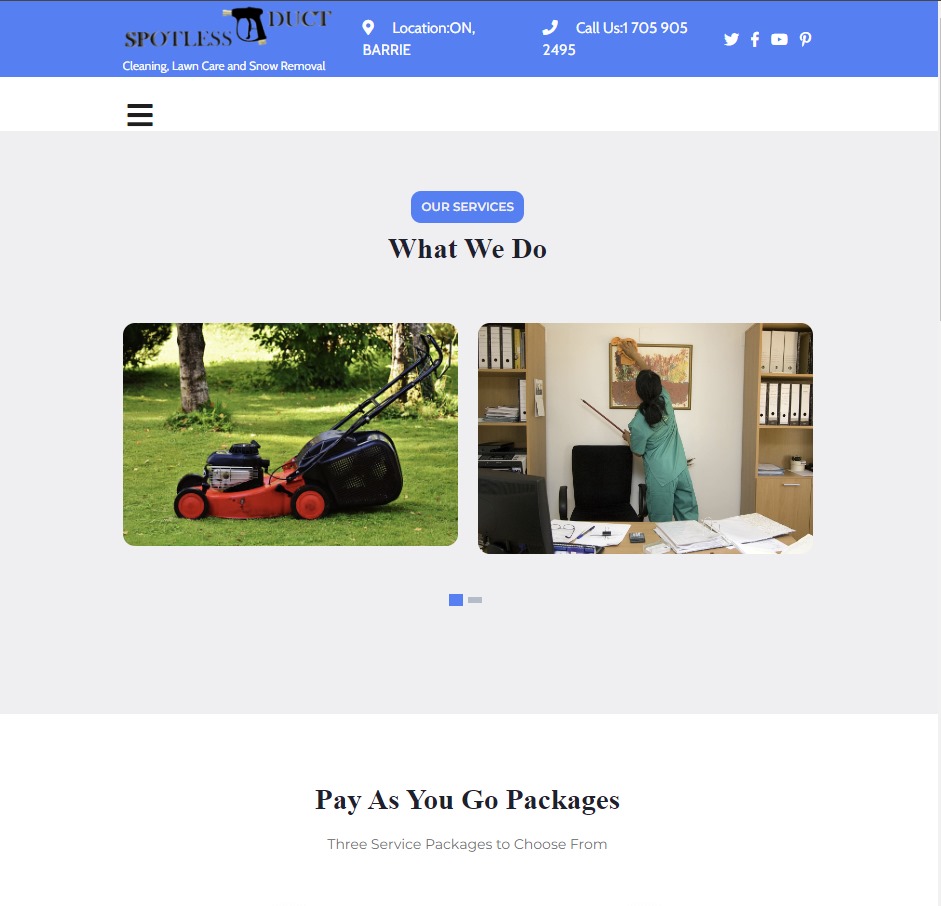 SPOTLESS DUCT
Cleaning, Lawn Care and Snow Removal
Location:ON,
BARRIE
Call Us:1 705 905
2495
OUR SERVICES
What We Do
Pay As You Go Packages
Three Service Packages to Choose From